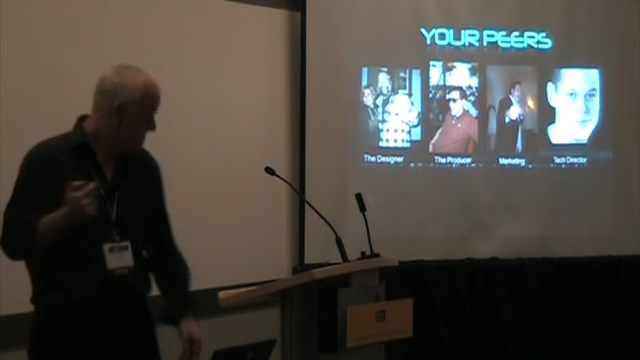 YOUR PEERS
The Designer
The Producer
Marketing
Tech Director